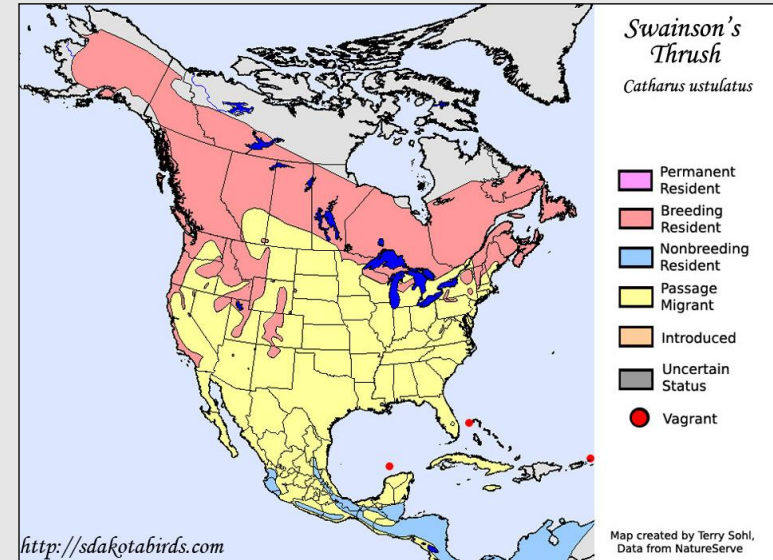 Swainson's
Thrush
Catharus ustulatus
Permanent
Resident
Breeding
Resident
Nonbreeding
Resident
Passage
Migrant
Introduced
Uncertain
Status
Vagrant
http://sdakotabirds.com
Map created by Terry Sohl,
Data from NatureServe